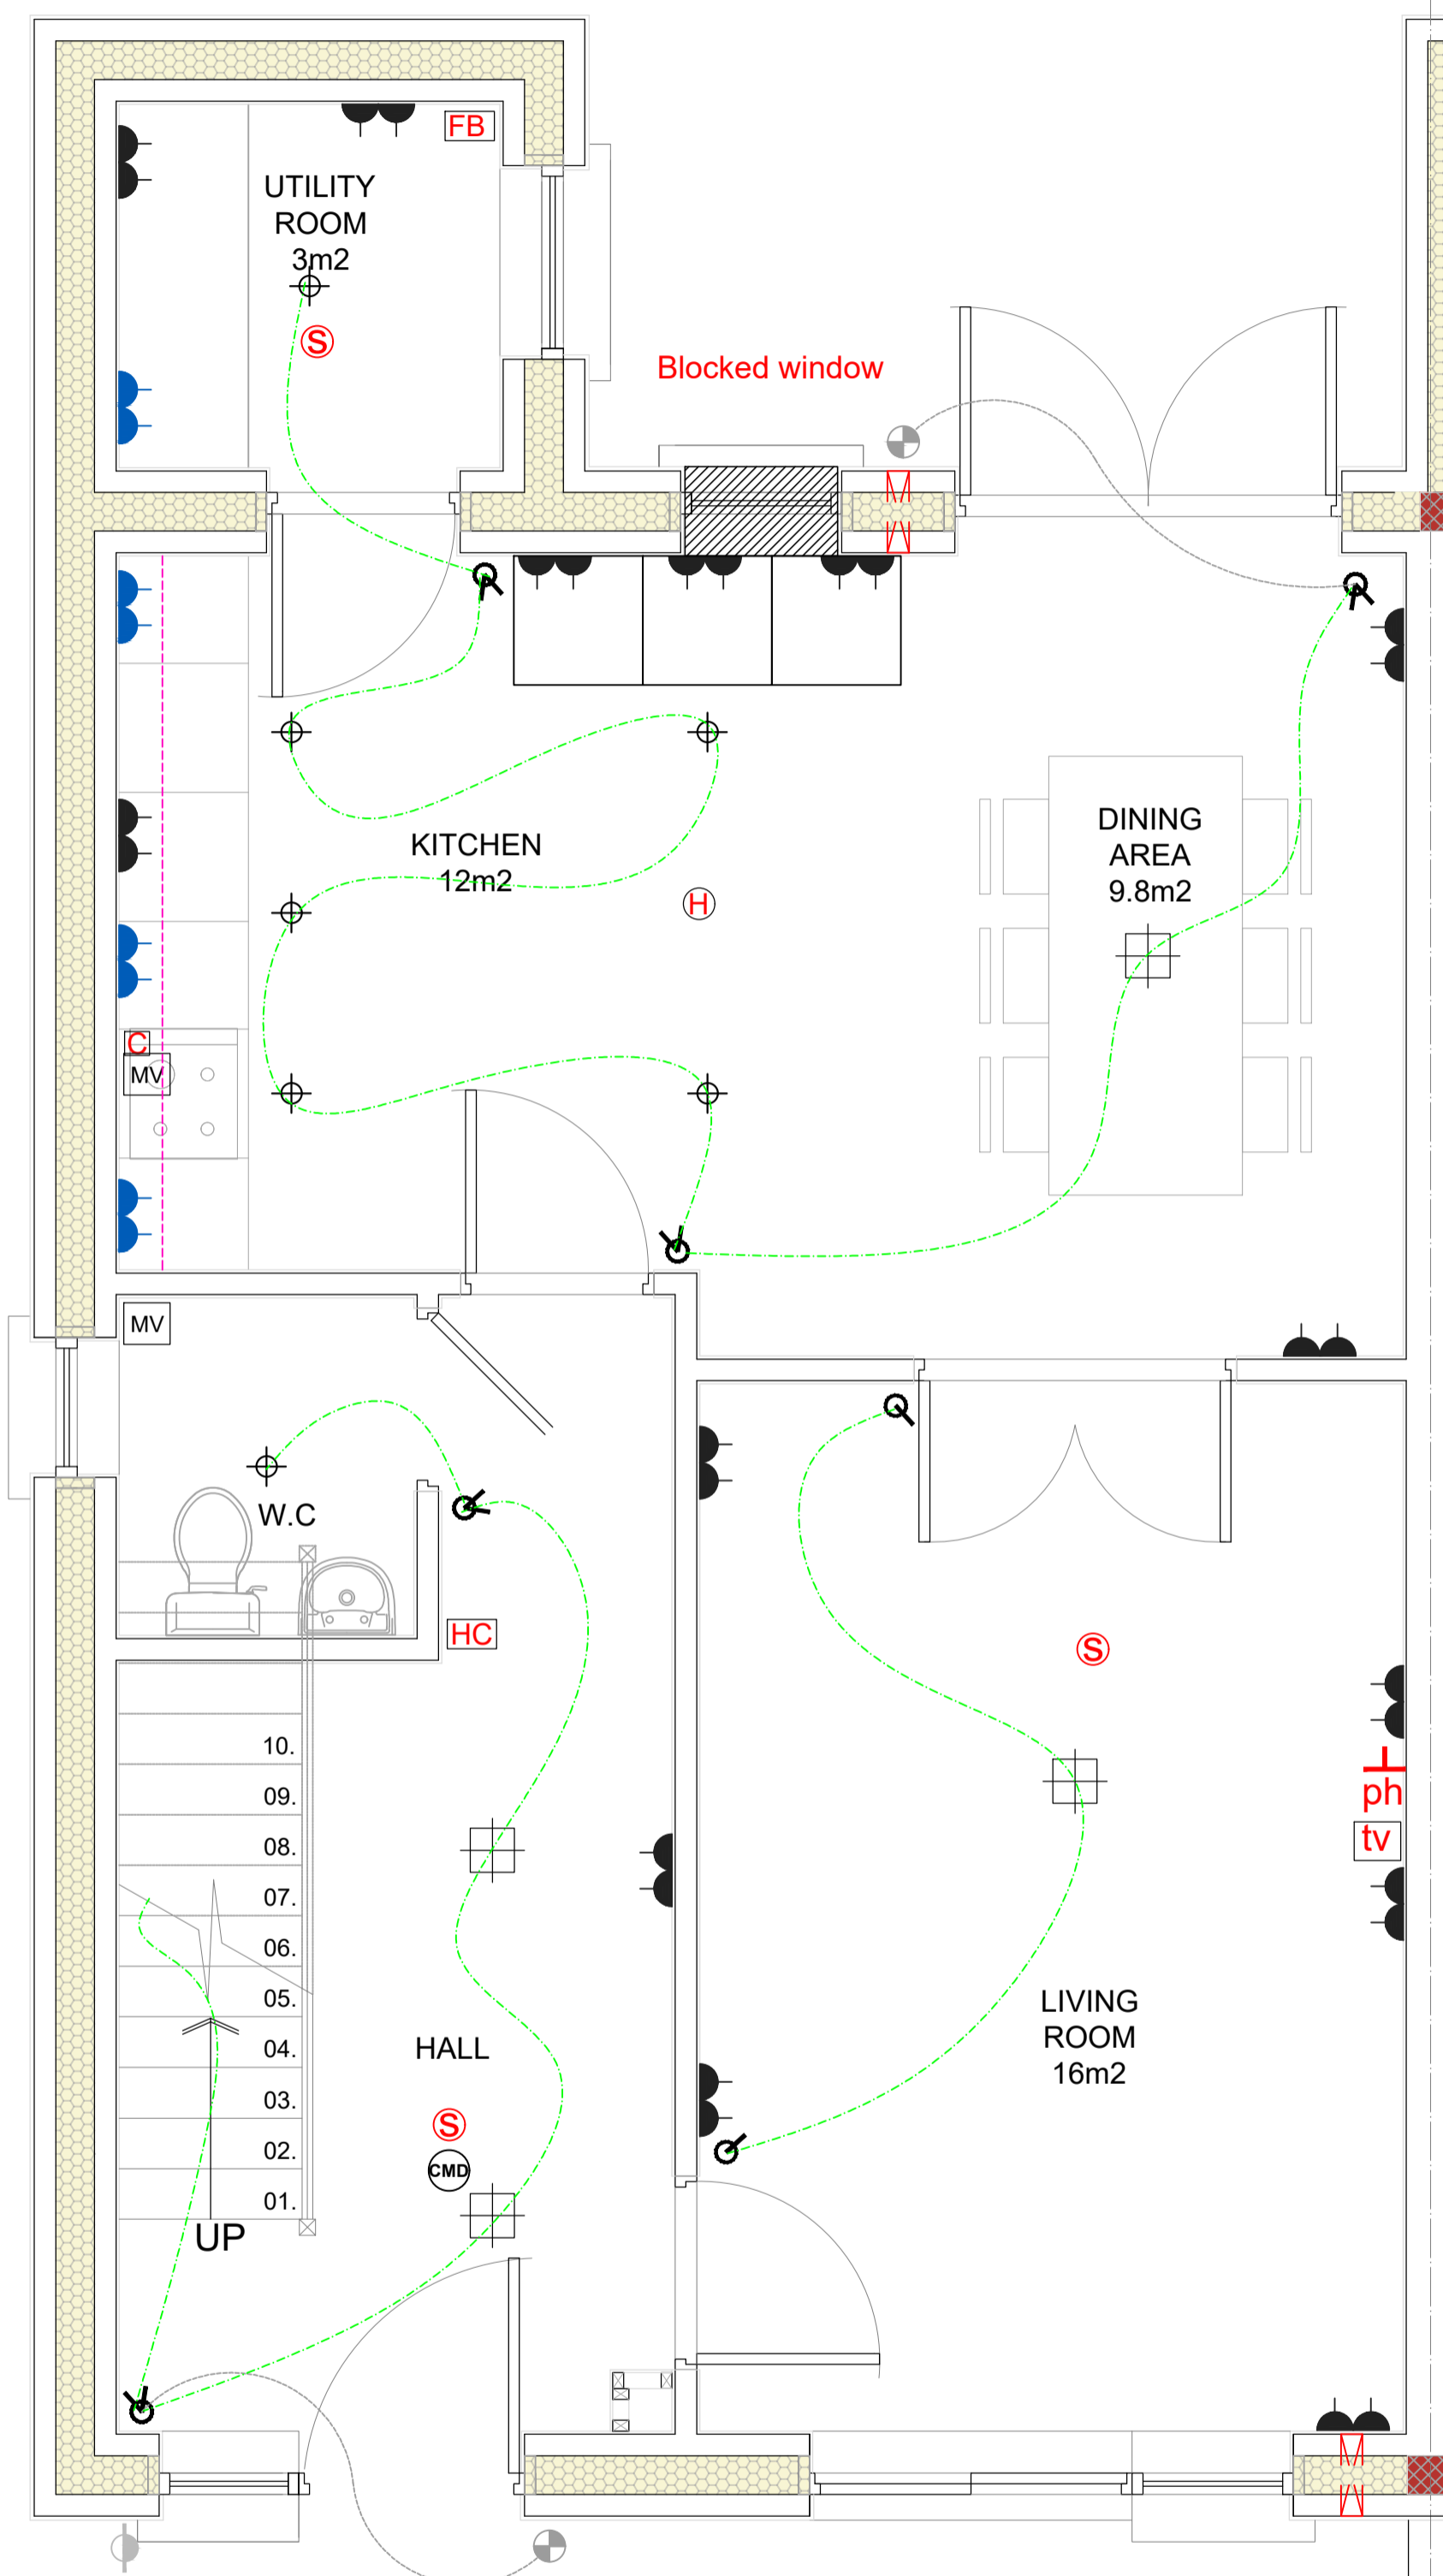 FB
UTILITY
ROOM
3m2
S
Blocked window
KITCHEN
12m2
H
DINING
AREA
9.8m2
C
MV
MV
W.C
HC
S
10.
09.
08.
07.
06.
05.
04.
03.
02.
01.
UP
HALL
S
CMD
ph
tv
LIVING
ROOM
16m2